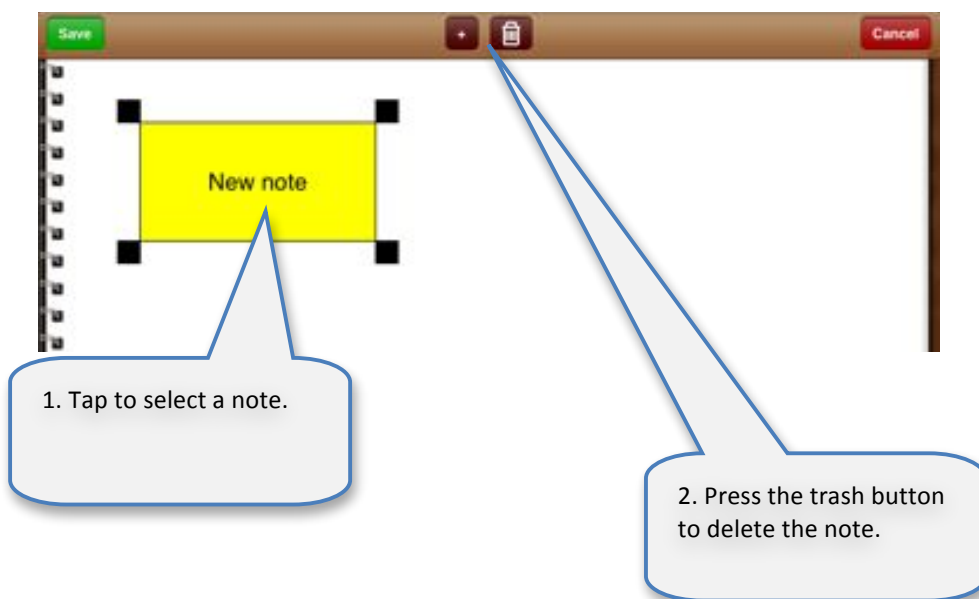 Save
+
Cancel
New note
1. Tap to select a note.
2. Press the trash button
to delete the note.